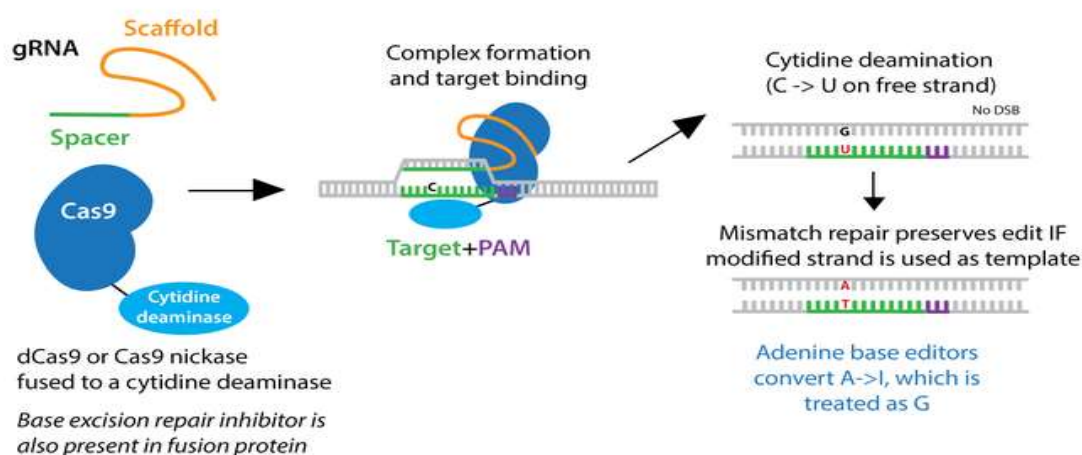 gRNA
Scaffold
Spacer
Cas9
Cytidine
deaminase
dCas9 or Cas9 nickase
fused to a cytidine deaminase
Base excision repair inhibitor is
also present in fusion protein
Complex formation
and target binding
C
Target+PAM
Cytidine deamination
(C -> U on free strand)
No DSB
G
U
Mismatch repair preserves edit IF
modified strand is used as template
A
T
Adenine base editors
convert A->I, which is
treated as G